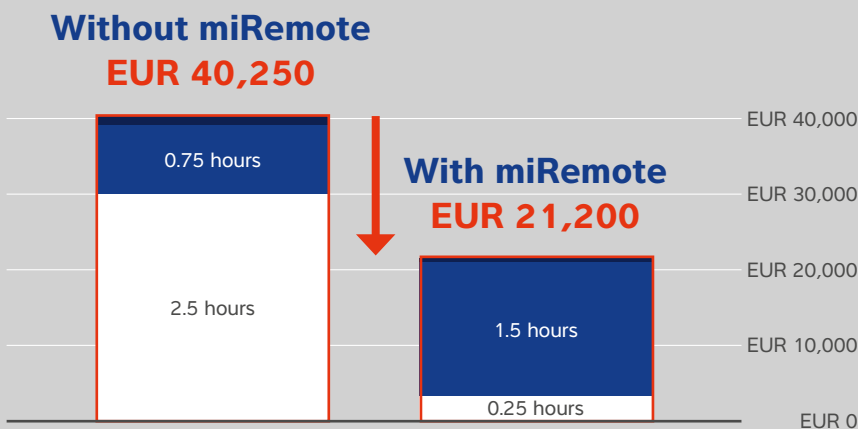 Without miRemote
EUR 40,250
EUR 40,000
0.75 hours
With miRemote
EUR 30,000
EUR 21,200
EUR 20,000
2.5 hours
1.5 hours
EUR 10,000
0.25 hours
EUR 0